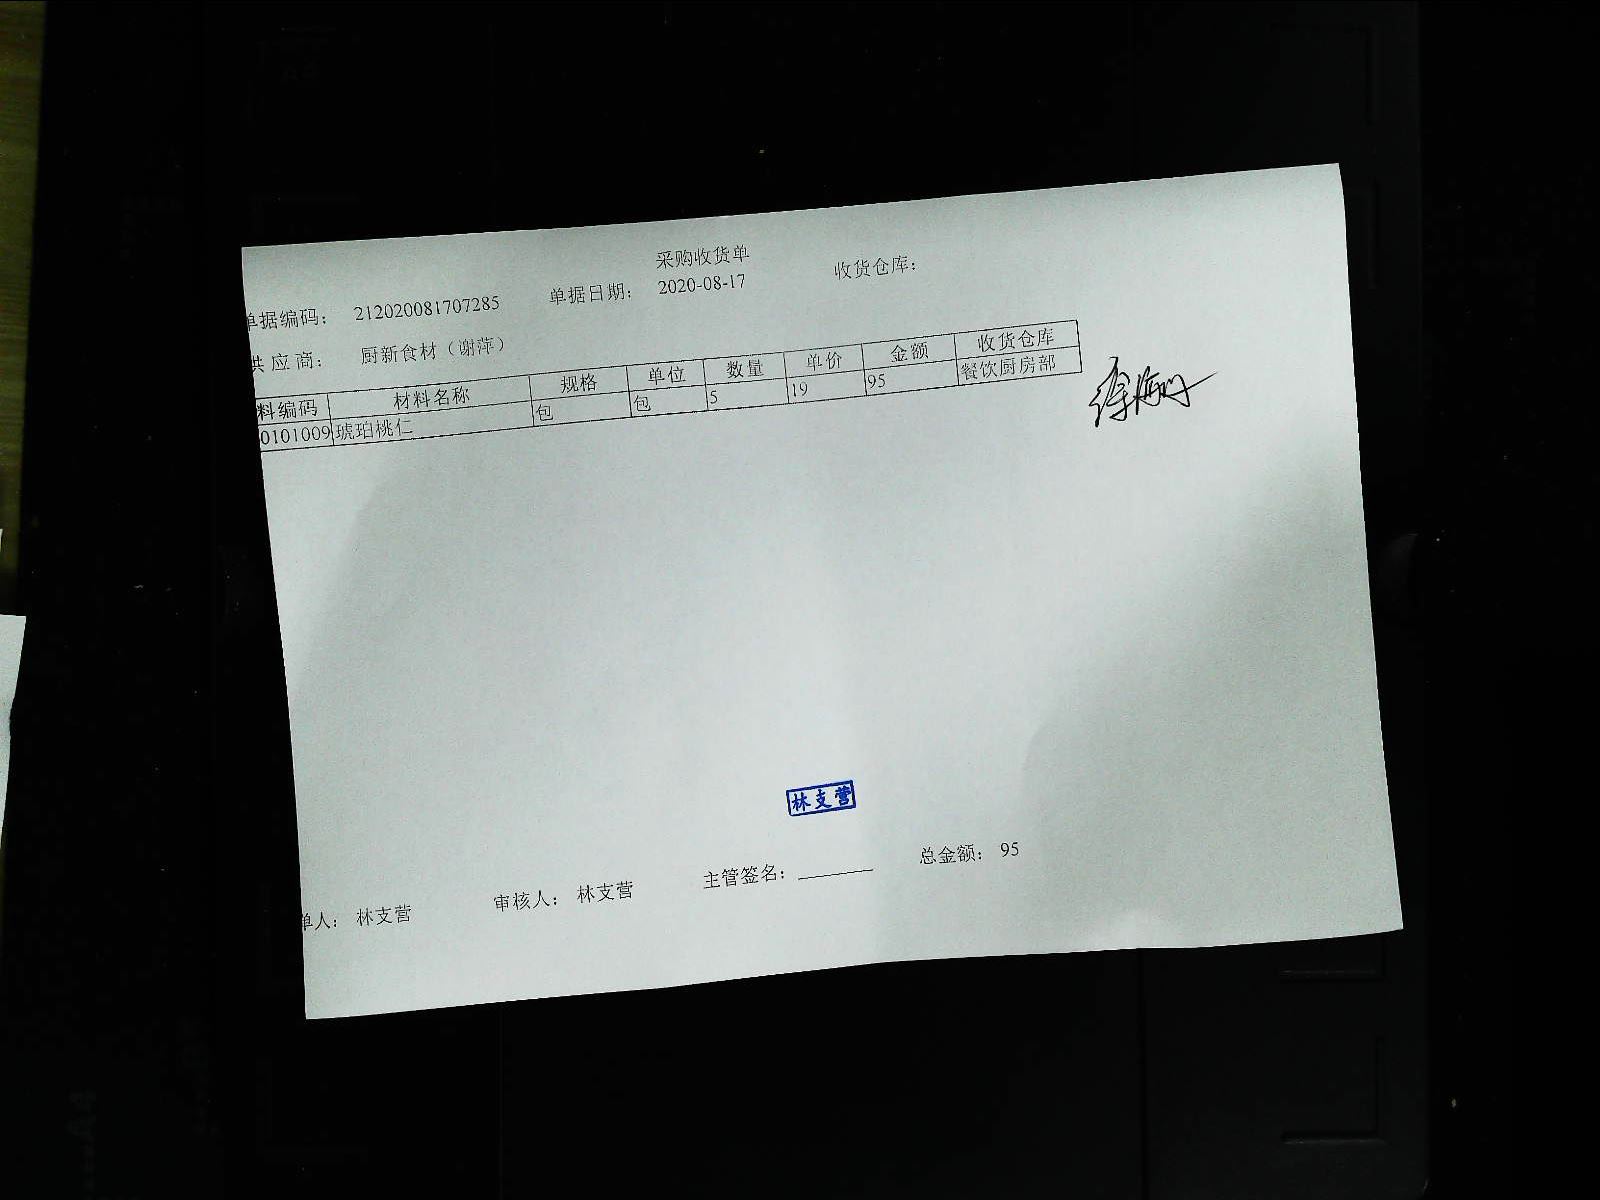 采购收货单
单据编码： 212020081707285 单据日期： 2020-08-17 收货仓库：
供应商： 厨新食材（谢萍）
料编码 材料名称 规格 单位 数量 单价 金额 收货仓库
0101009 琥珀桃仁 包 包 5 19 95 餐饮厨房部
林支营
单人： 林支营 审核人： 林支营 主管签名： 总金额： 95